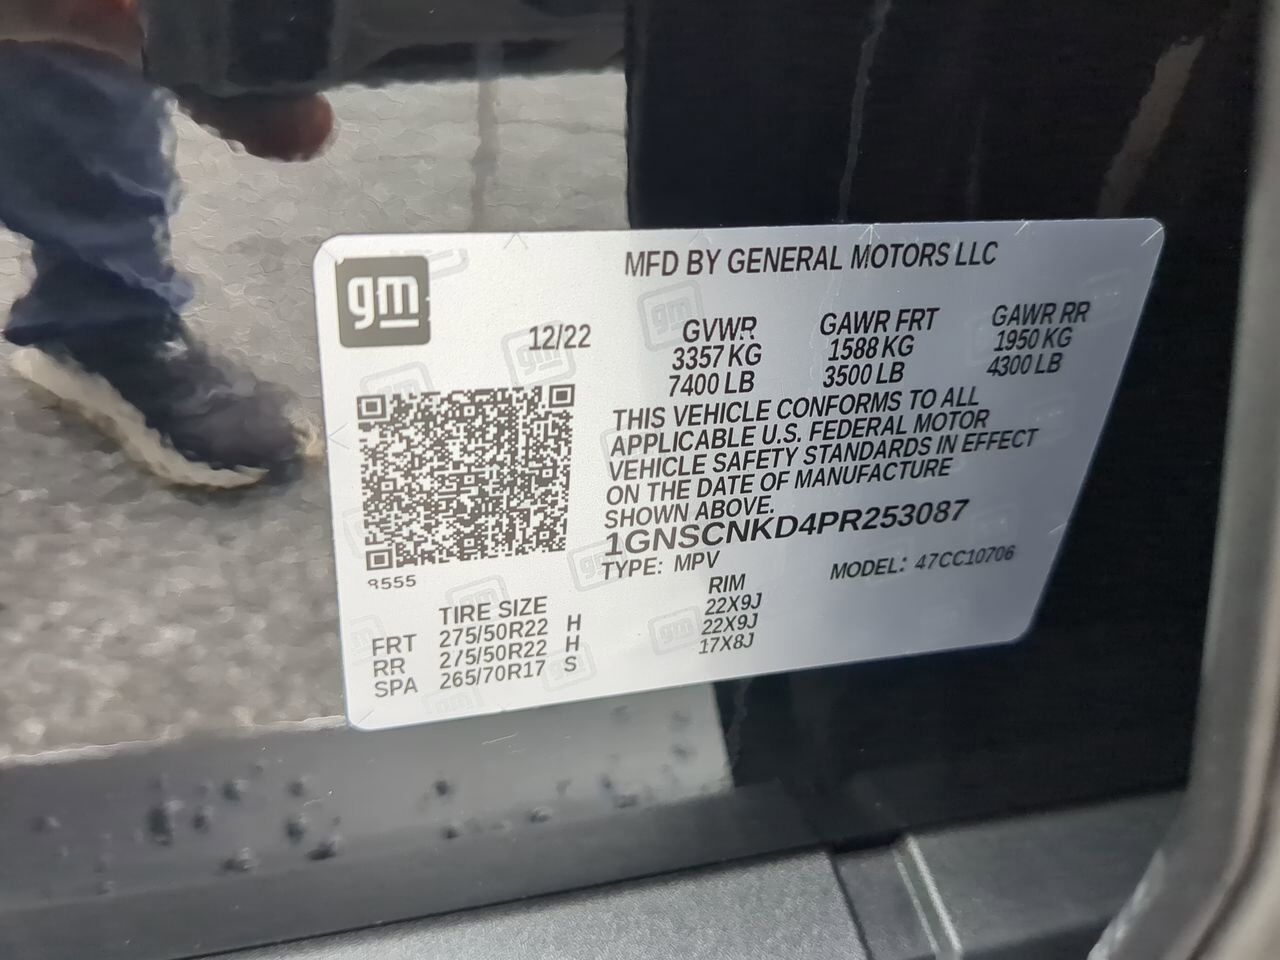 gm
MFD BY GENERAL MOTORS LLC
12/22
GVWR GAWR FRT GAWR RR
3357 KG 1588 KG 1950 KG
7400 LB 3500 LB 4300 LB
THIS VEHICLE CONFORMS TO ALL
APPLICABLE U.S. FEDERAL MOTOR
VEHICLE SAFETY STANDARDS IN EFFECT
ON THE DATE OF MANUFACTURE
SHOWN ABOVE.
1GNSCNKD4PR253087
TYPE: MPV MODEL: 47CC10706
8555
TIRE SIZE RIM
FRT 275/50R22 H 22X9J
RR 275/50R22 H 22X9J
SPA 265/70R17 S 17X8J